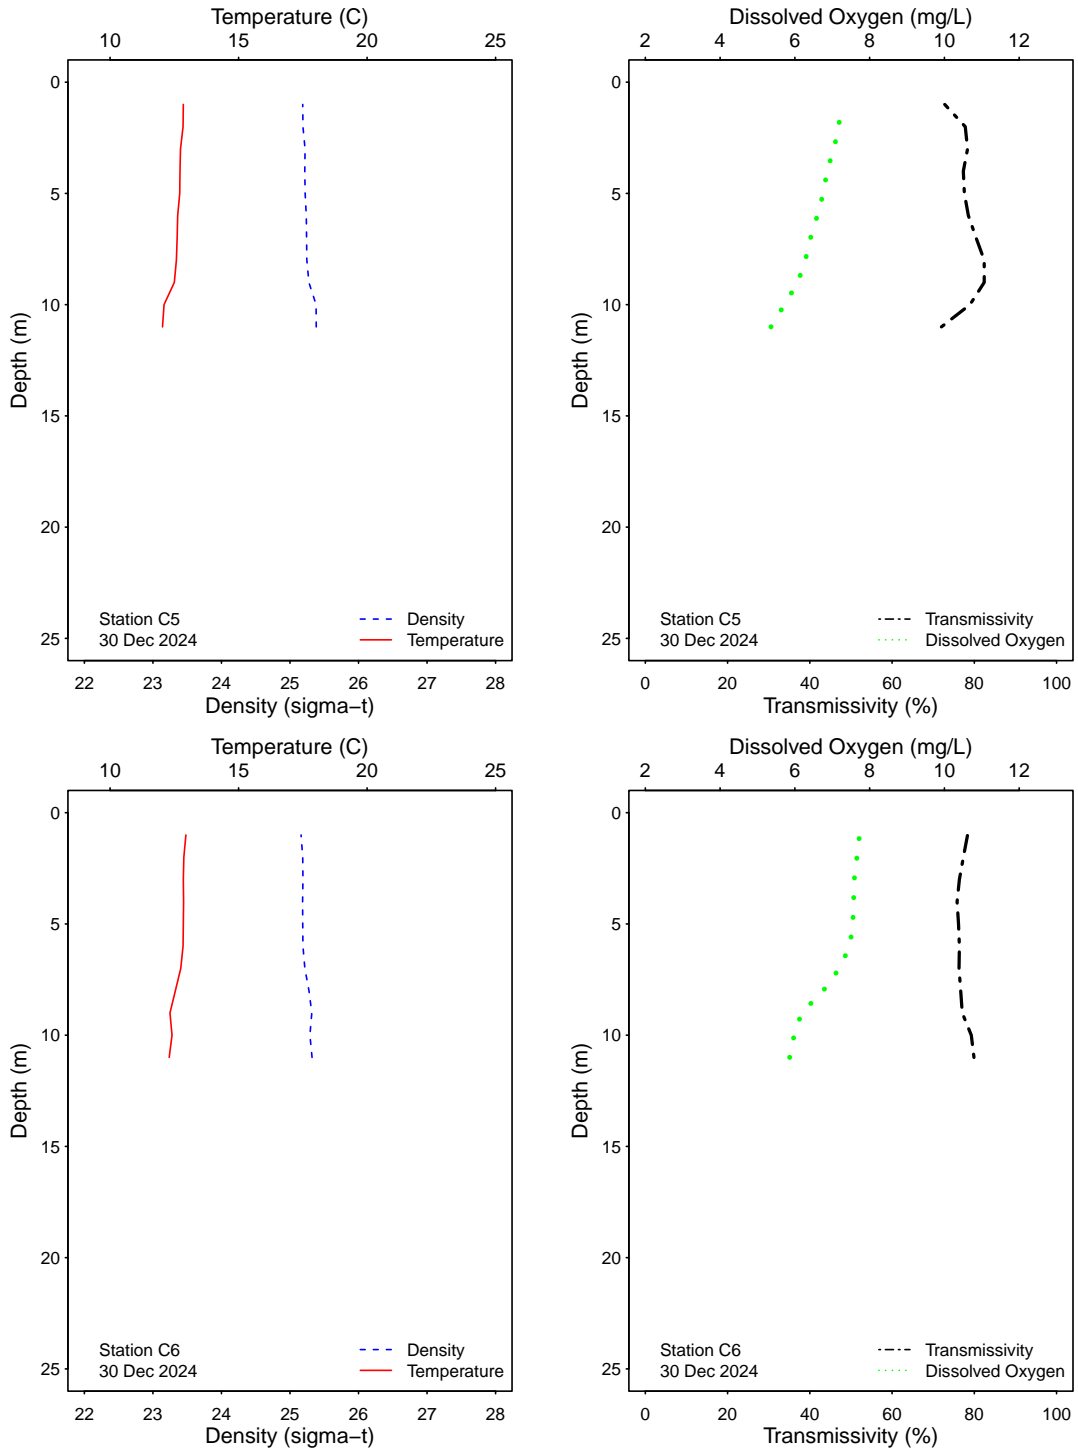 Temperature (C)
10 15 20 25
0
5
10
15
20
25
Depth (m)
Station C5
30 Dec 2024
Density
Temperature
22 23 24 25 26 27 28
Density (sigma−t)
Dissolved Oxygen (mg/L)
2 4 6 8 10 12
0
5
10
15
20
25
Depth (m)
Station C5
30 Dec 2024
Transmissivity
Dissolved Oxygen
0 20 40 60 80 100
Transmissivity (%)
Temperature (C)
10 15 20 25
0
5
10
15
20
25
Depth (m)
Station C6
30 Dec 2024
Density
Temperature
22 23 24 25 26 27 28
Density (sigma−t)
Dissolved Oxygen (mg/L)
2 4 6 8 10 12
0
5
10
15
20
25
Depth (m)
Station C6
30 Dec 2024
Transmissivity
Dissolved Oxygen
0 20 40 60 80 100
Transmissivity (%)